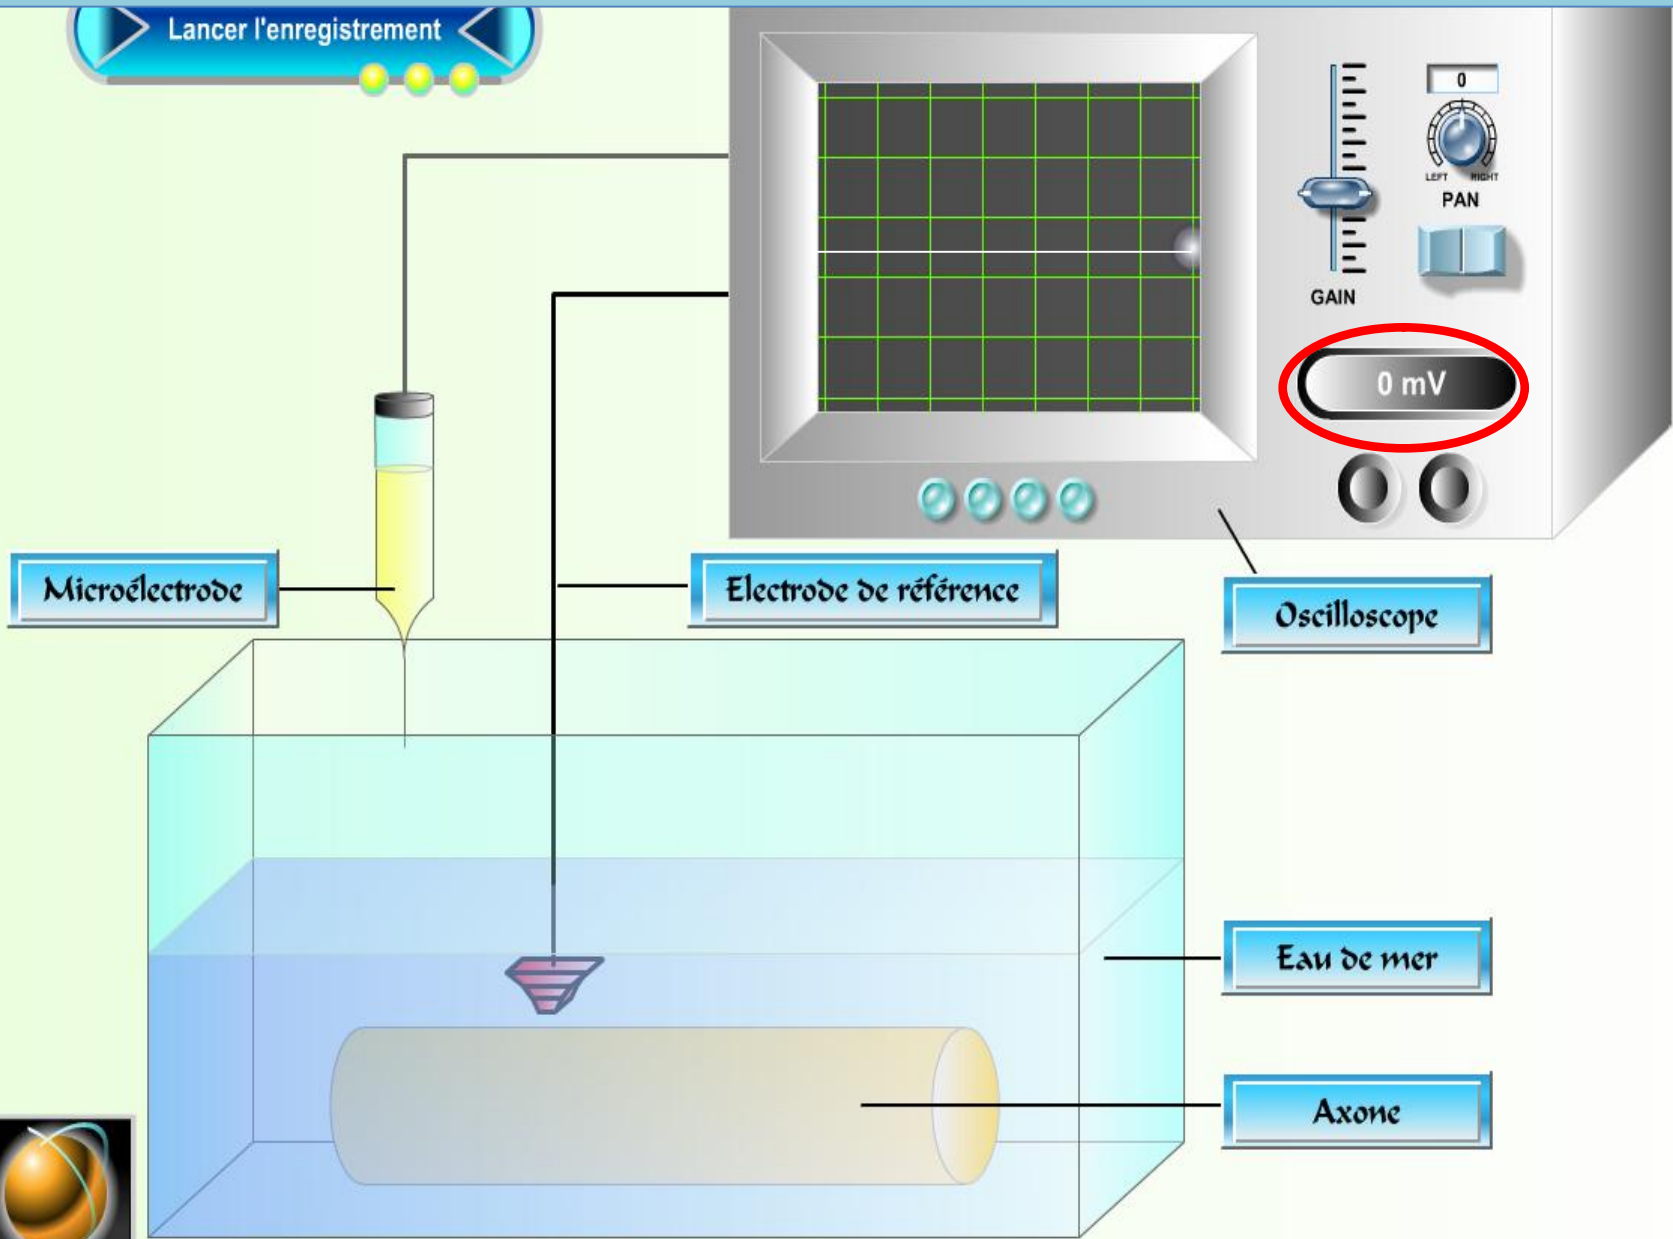 Lancer l'enregistrement
0
LEFT RIGHT
PAN
GAIN
0 mV
Microélectrode
Electrode de référence
Oscilloscope
Eau de mer
Axone